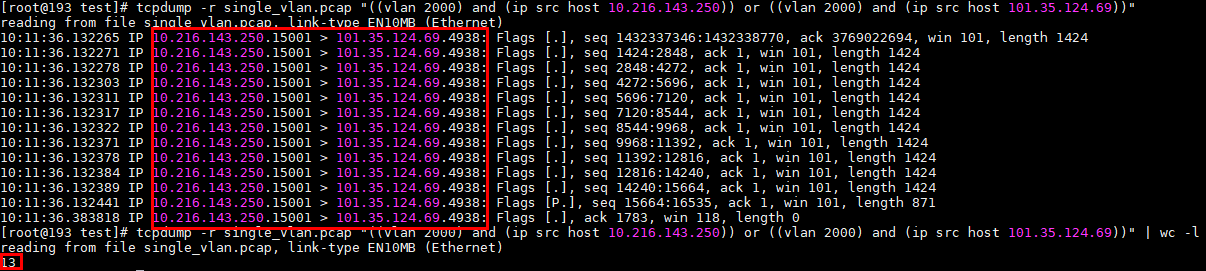 [root@193 test]# tcpdump -r single_vlan.pcap "((vlan 2000) and (ip src host 10.216.143.250)) or ((vlan 2000) and (ip src host 101.35.124.69))"
reading from file single_vlan.pcap, link-type EN10MB (Ethernet)
10:11:36.132265 IP 10.216.143.250.15001 > 101.35.124.69.4938: Flags [.], seq 1432337346:1432338770, ack 3769022694, win 101, length 1424
10:11:36.132271 IP 10.216.143.250.15001 > 101.35.124.69.4938: Flags [.], seq 1424:2848, ack 1, win 101, length 1424
10:11:36.132278 IP 10.216.143.250.15001 > 101.35.124.69.4938: Flags [.], seq 2848:4272, ack 1, win 101, length 1424
10:11:36.132303 IP 10.216.143.250.15001 > 101.35.124.69.4938: Flags [.], seq 4272:5696, ack 1, win 101, length 1424
10:11:36.132311 IP 10.216.143.250.15001 > 101.35.124.69.4938: Flags [.], seq 5696:7120, ack 1, win 101, length 1424
10:11:36.132317 IP 10.216.143.250.15001 > 101.35.124.69.4938: Flags [.], seq 7120:8544, ack 1, win 101, length 1424
10:11:36.132322 IP 10.216.143.250.15001 > 101.35.124.69.4938: Flags [.], seq 8544:9968, ack 1, win 101, length 1424
10:11:36.132371 IP 10.216.143.250.15001 > 101.35.124.69.4938: Flags [.], seq 9968:11392, ack 1, win 101, length 1424
10:11:36.132378 IP 10.216.143.250.15001 > 101.35.124.69.4938: Flags [.], seq 11392:12816, ack 1, win 101, length 1424
10:11:36.132384 IP 10.216.143.250.15001 > 101.35.124.69.4938: Flags [.], seq 12816:14240, ack 1, win 101, length 1424
10:11:36.132389 IP 10.216.143.250.15001 > 101.35.124.69.4938: Flags [.], seq 14240:15664, ack 1, win 101, length 1424
10:11:36.132441 IP 10.216.143.250.15001 > 101.35.124.69.4938: Flags [P.], seq 15664:16535, ack 1, win 101, length 871
10:11:36.383818 IP 10.216.143.250.15001 > 101.35.124.69.4938: Flags [.], ack 1783, win 118, length 0
[root@193 test]# tcpdump -r single_vlan.pcap "((vlan 2000) and (ip src host 10.216.143.250)) or ((vlan 2000) and (ip src host 101.35.124.69))" | wc -l
reading from file single_vlan.pcap, link-type EN10MB (Ethernet)
13